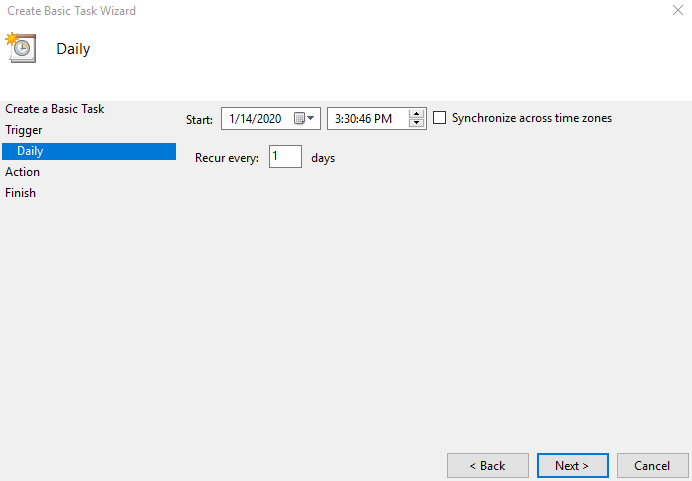 Create Basic Task Wizard
Daily
Create a Basic Task
Trigger
Daily
Action
Finish
Start: 1/14/2020 3:30:46 PM Synchronize across time zones
Recur every: 1 days
< Back Next > Cancel